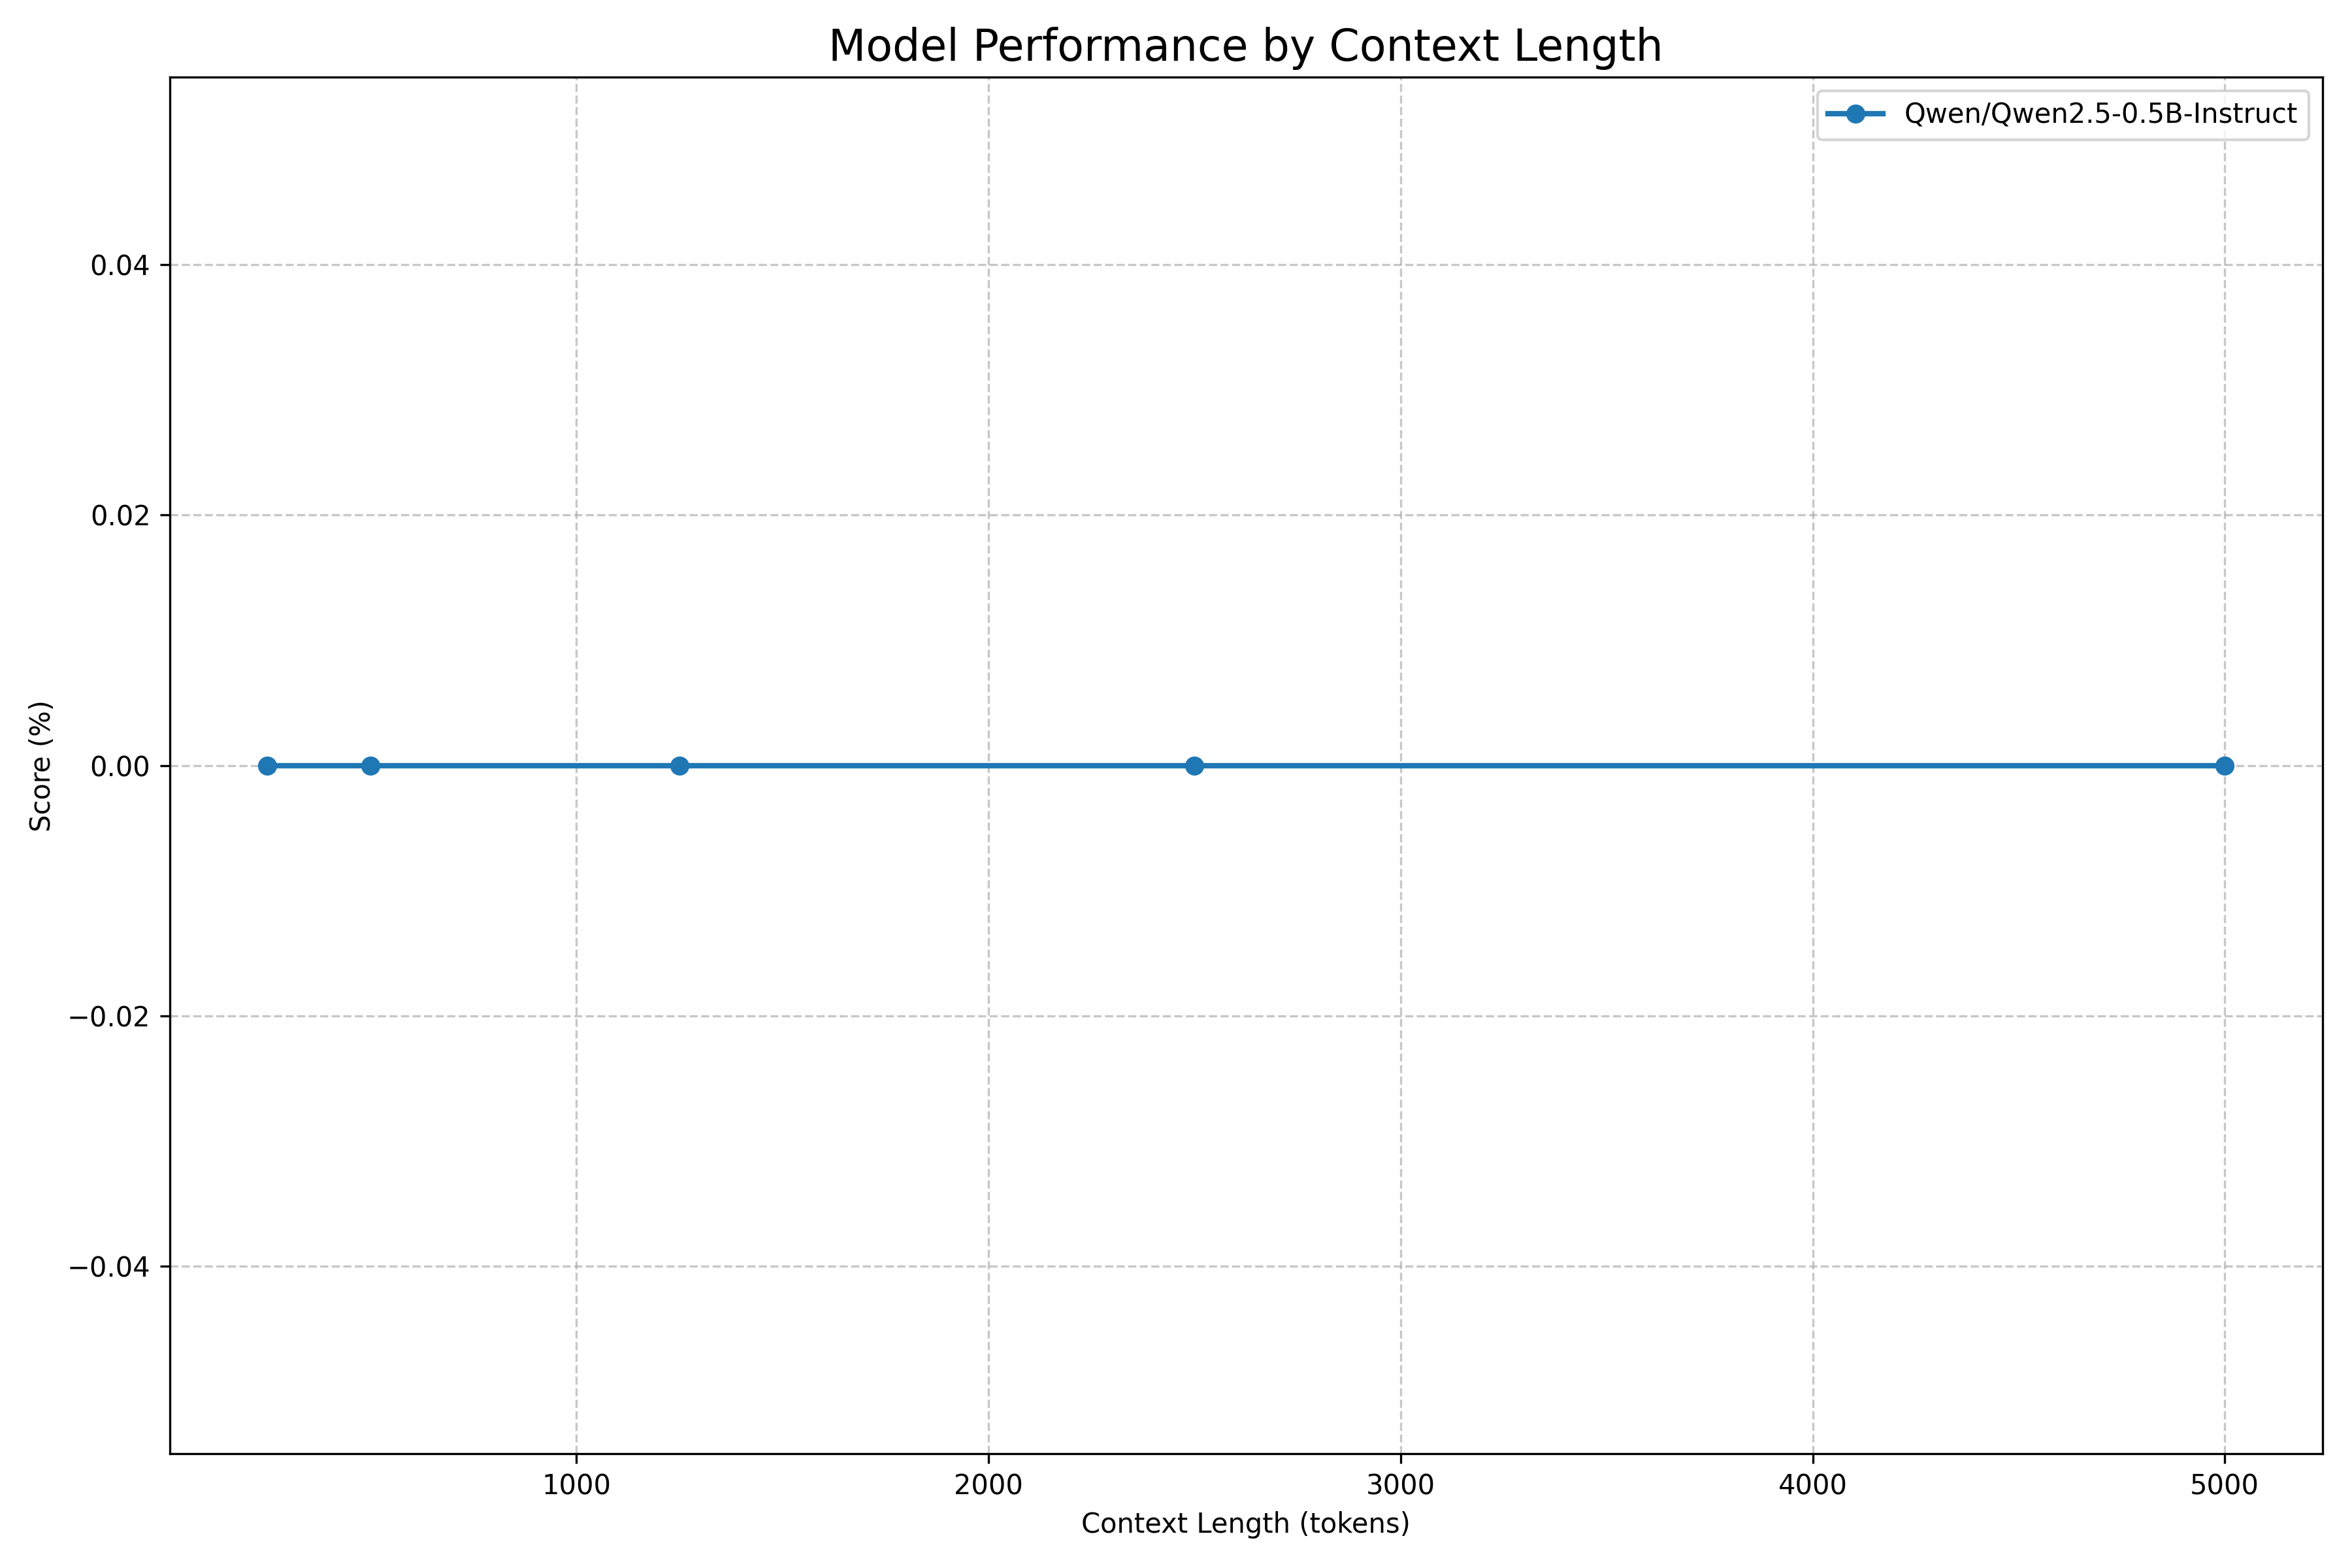 Model Performance by Context Length
Qwen/Qwen2.5-0.5B-Instruct
0.04
0.02
0.00
−0.02
−0.04
Score (%)
1000 2000 3000 4000 5000
Context Length (tokens)